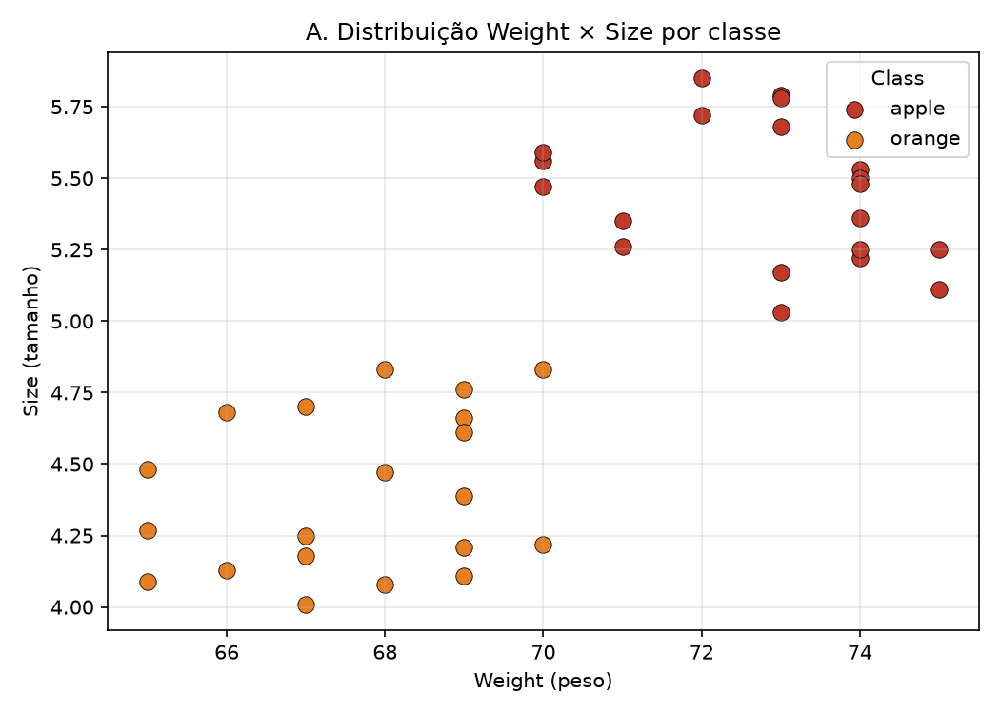 A. Distribuição Weight × Size por classe
Class
apple
orange
Size (tamanho)
5.75
5.50
5.25
5.00
4.75
4.50
4.25
4.00
66 68 70 72 74
Weight (peso)